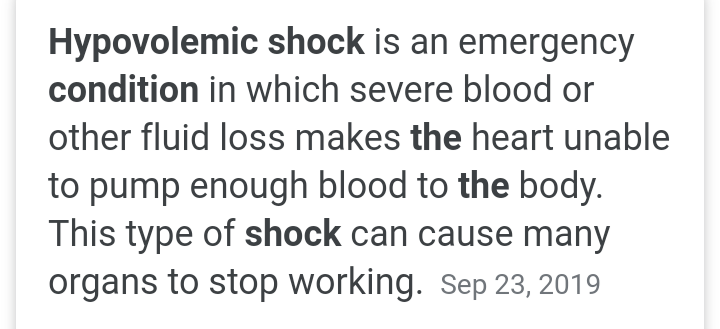 Hypovolemic shock is an emergency
condition in which severe blood or
other fluid loss makes the heart unable
to pump enough blood to the body.
This type of shock can cause many
organs to stop working. Sep 23, 2019